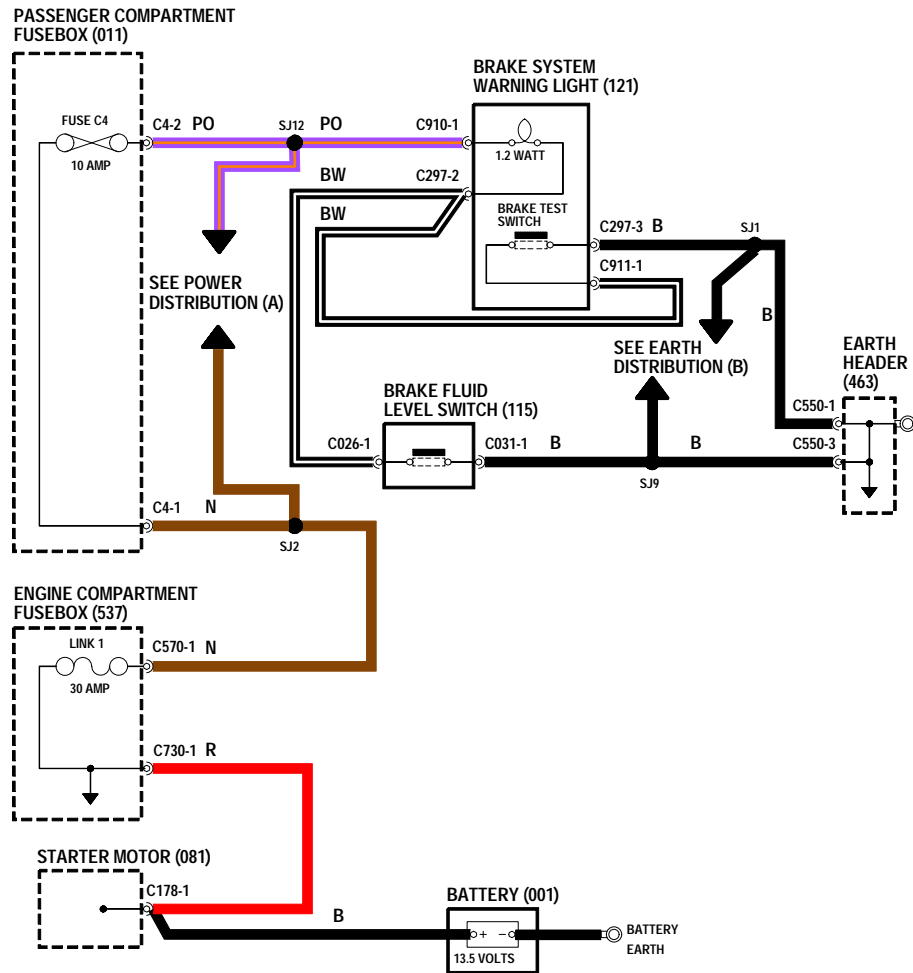 PASSENGER COMPARTMENT
FUSEBOX (011)
BRAKE SYSTEM
WARNING LIGHT (121)
FUSE C4
10 AMP
C4-2 PO
SJ12
PO
C910-1
1.2 WATT
BW
C297-2
BW
BRAKE TEST
SWITCH
C297-3 B
SJ1
C911-1
SEE POWER
DISTRIBUTION (A)
B
SEE EARTH
DISTRIBUTION (B)
EARTH
HEADER
(463)
BRAKE FLUID
LEVEL SWITCH (115)
C550-1
C026-1
C031-1
B
B
C550-3
SJ9
C4-1 N
SJ2
ENGINE COMPARTMENT
FUSEBOX (537)
LINK 1
30 AMP
C570-1 N
C730-1 R
STARTER MOTOR (081)
C178-1
B
BATTERY (001)
+ -
13.5 VOLTS
BATTERY
EARTH